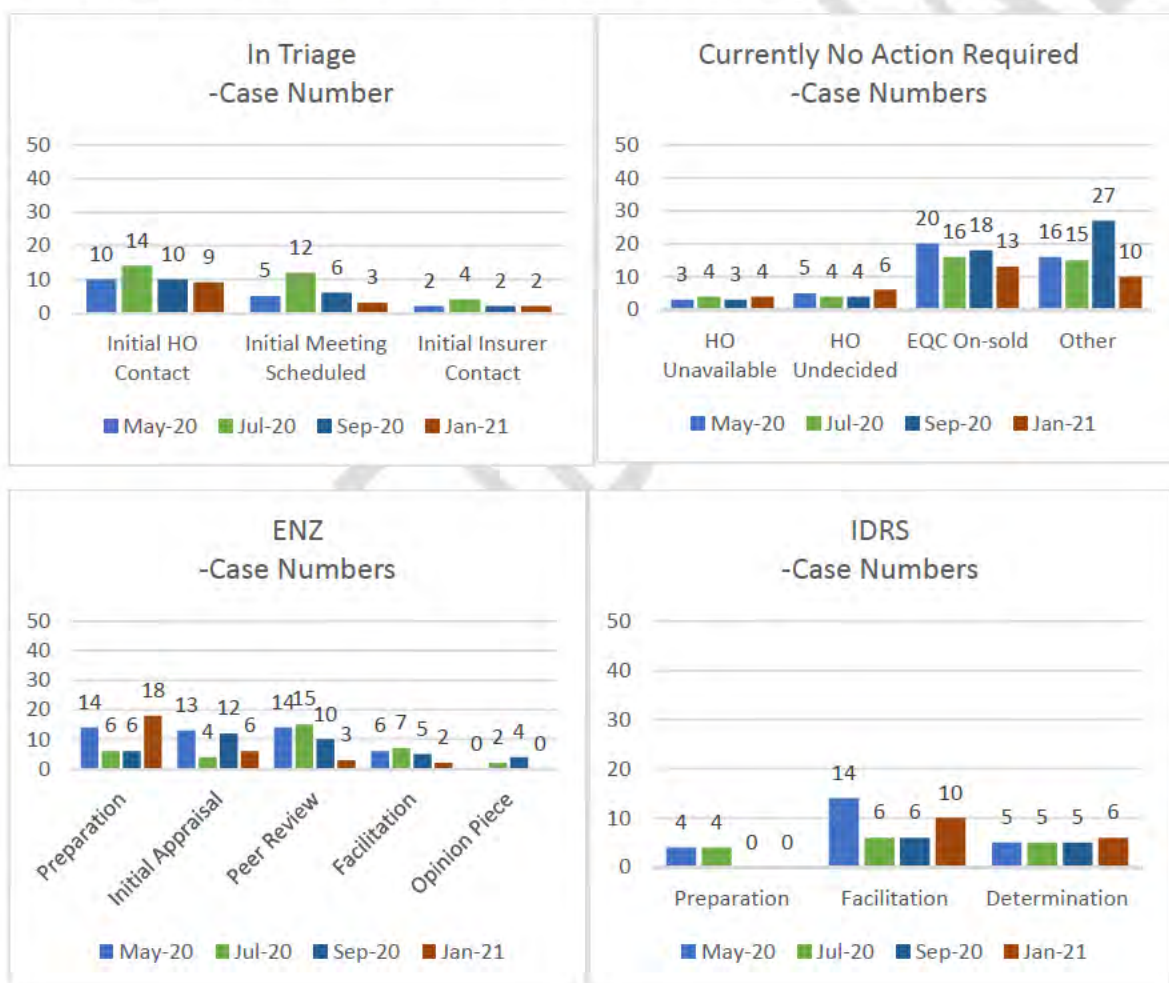 In Triage
-Case Number
50
40
30
20
10
0
10 14 10 9
5 12 6 3
2 4 2 2
Initial HO Contact
Initial Meeting Scheduled
Initial Insurer Contact
May-20 Jul-20 Sep-20 Jan-21
Currently No Action Required
-Case Numbers
50
40
30
20
10
0
3 4 3 4
5 4 4 6
20 16 18 13
16 15 27 10
HO Unavailable
HO Undecided
EQC On-sold
Other
May-20 Jul-20 Sep-20 Jan-21
ENZ
-Case Numbers
50
40
30
20
10
0
14 6 6 18
13 4 12 6
14 15 10 3
6 7 5 2
0 2 4 0
Preparation
Initial Appraisal
Peer Review
Facilitation
Opinion Piece
May-20 Jul-20 Sep-20 Jan-21
IDRS
-Case Numbers
50
40
30
20
10
0
4 4 0 0
14 6 6 10
5 5 5 6
Preparation Facilitation Determination
May-20 Jul-20 Sep-20 Jan-21